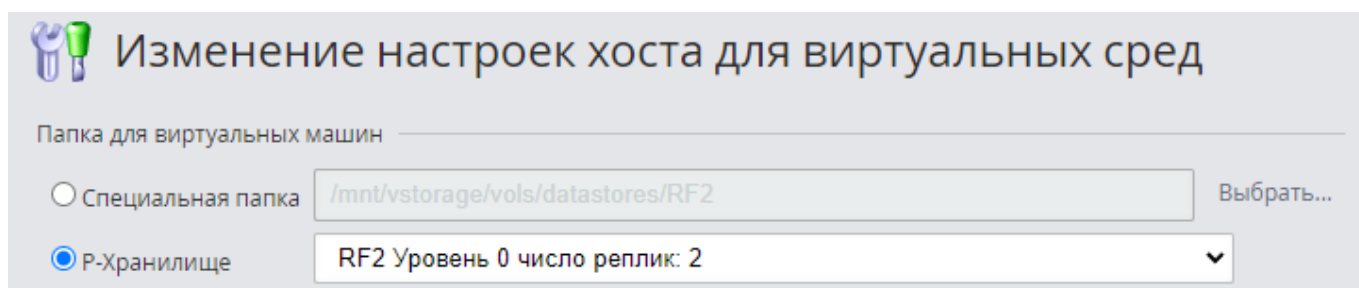 Изменение настроек хоста для виртуальных сред
Папка для виртуальных машин
Специальная папка /mnt/vstorage/vols/datastores/RF2 Выбрать...
Р-Хранилище RF2 Уровень 0 число реплик: 2